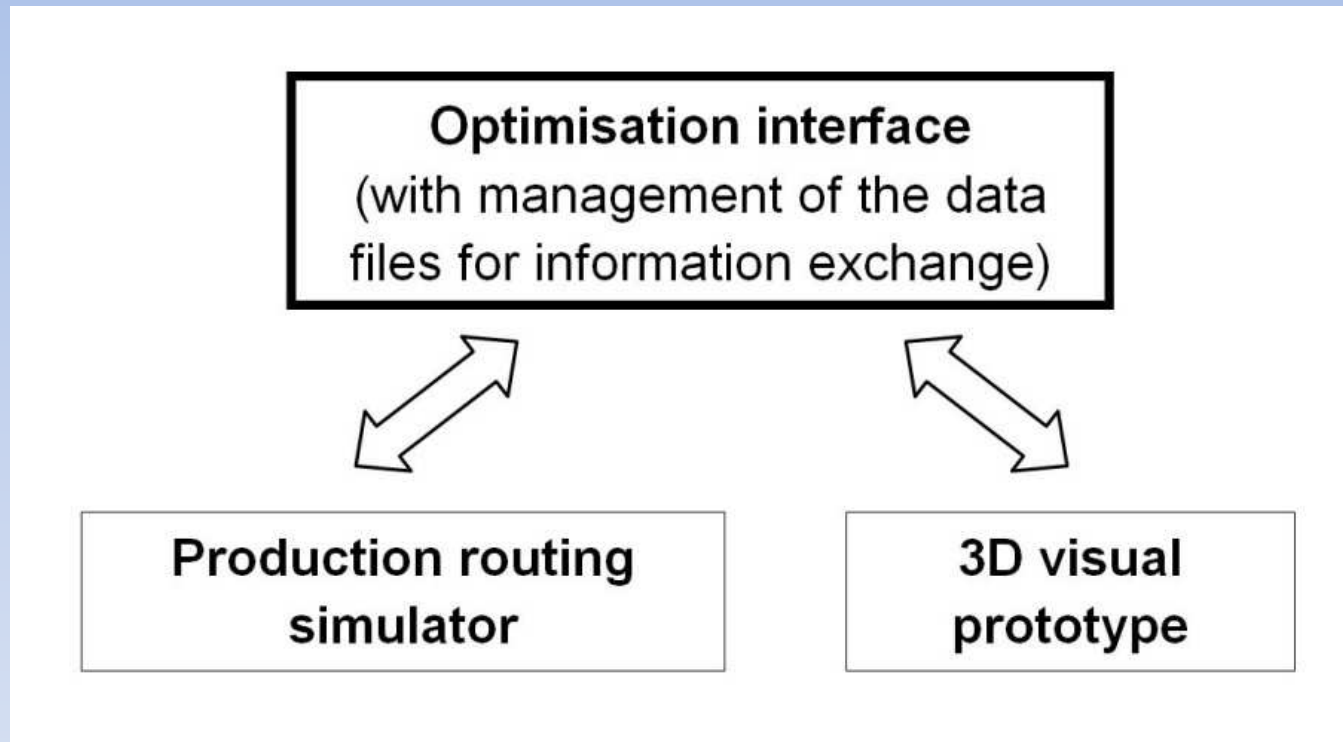 Optimisation interface
(with management of the data
files for information exchange)
Production routing
simulator
3D visual
prototype